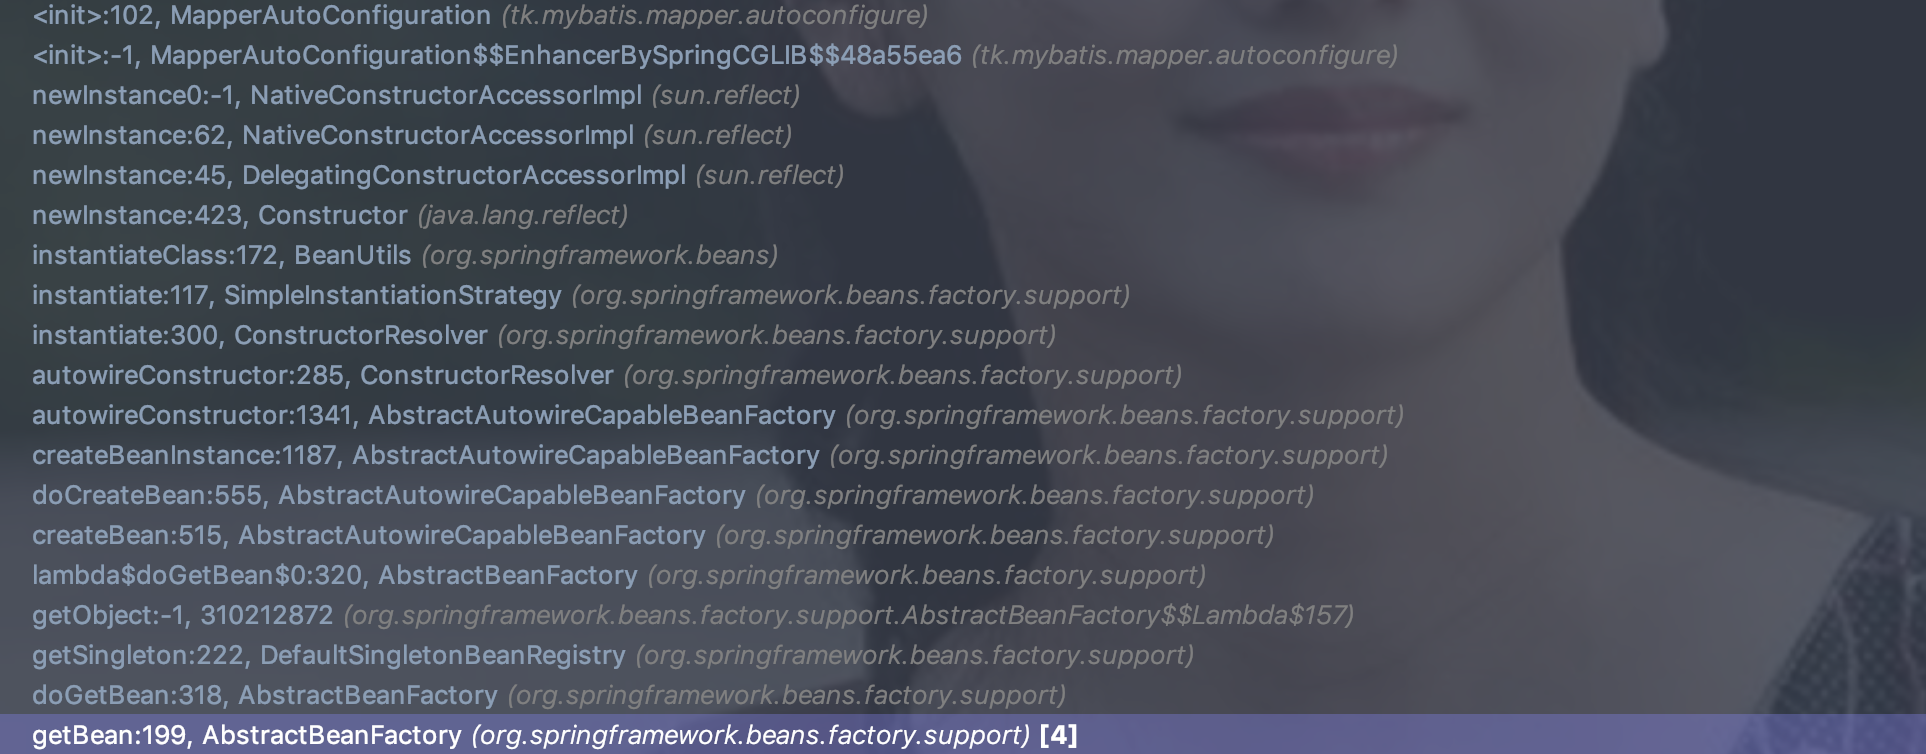 <init>:102, MapperAutoConfiguration (tk.mybatis.mapper.autoconfigure)
<init>:-1, MapperAutoConfiguration$$EnhancerBySpringCGLIB$$48a55ea6 (tk.mybatis.mapper.autoconfigure)
newInstance0:-1, NativeConstructorAccessorImpl (sun.reflect)
newInstance:62, NativeConstructorAccessorImpl (sun.reflect)
newInstance:45, DelegatingConstructorAccessorImpl (sun.reflect)
newInstance:423, Constructor (java.lang.reflect)
instantiateClass:172, BeanUtils (org.springframework.beans)
instantiate:117, SimpleInstantiationStrategy (org.springframework.beans.factory.support)
instantiate:300, ConstructorResolver (org.springframework.beans.factory.support)
autowireConstructor:285, ConstructorResolver (org.springframework.beans.factory.support)
autowireConstructor:1341, AbstractAutowireCapableBeanFactory (org.springframework.beans.factory.support)
createBeanInstance:1187, AbstractAutowireCapableBeanFactory (org.springframework.beans.factory.support)
doCreateBean:555, AbstractAutowireCapableBeanFactory (org.springframework.beans.factory.support)
createBean:515, AbstractAutowireCapableBeanFactory (org.springframework.beans.factory.support)
lambda$doGetBean$0:320, AbstractBeanFactory (org.springframework.beans.factory.support)
getObject:-1, 310212872 (org.springframework.beans.factory.support.AbstractBeanFactory$$Lambda$157)
getSingleton:222, DefaultSingletonBeanRegistry (org.springframework.beans.factory.support)
doGetBean:318, AbstractBeanFactory (org.springframework.beans.factory.support)
getBean:199, AbstractBeanFactory (org.springframework.beans.factory.support) [4]